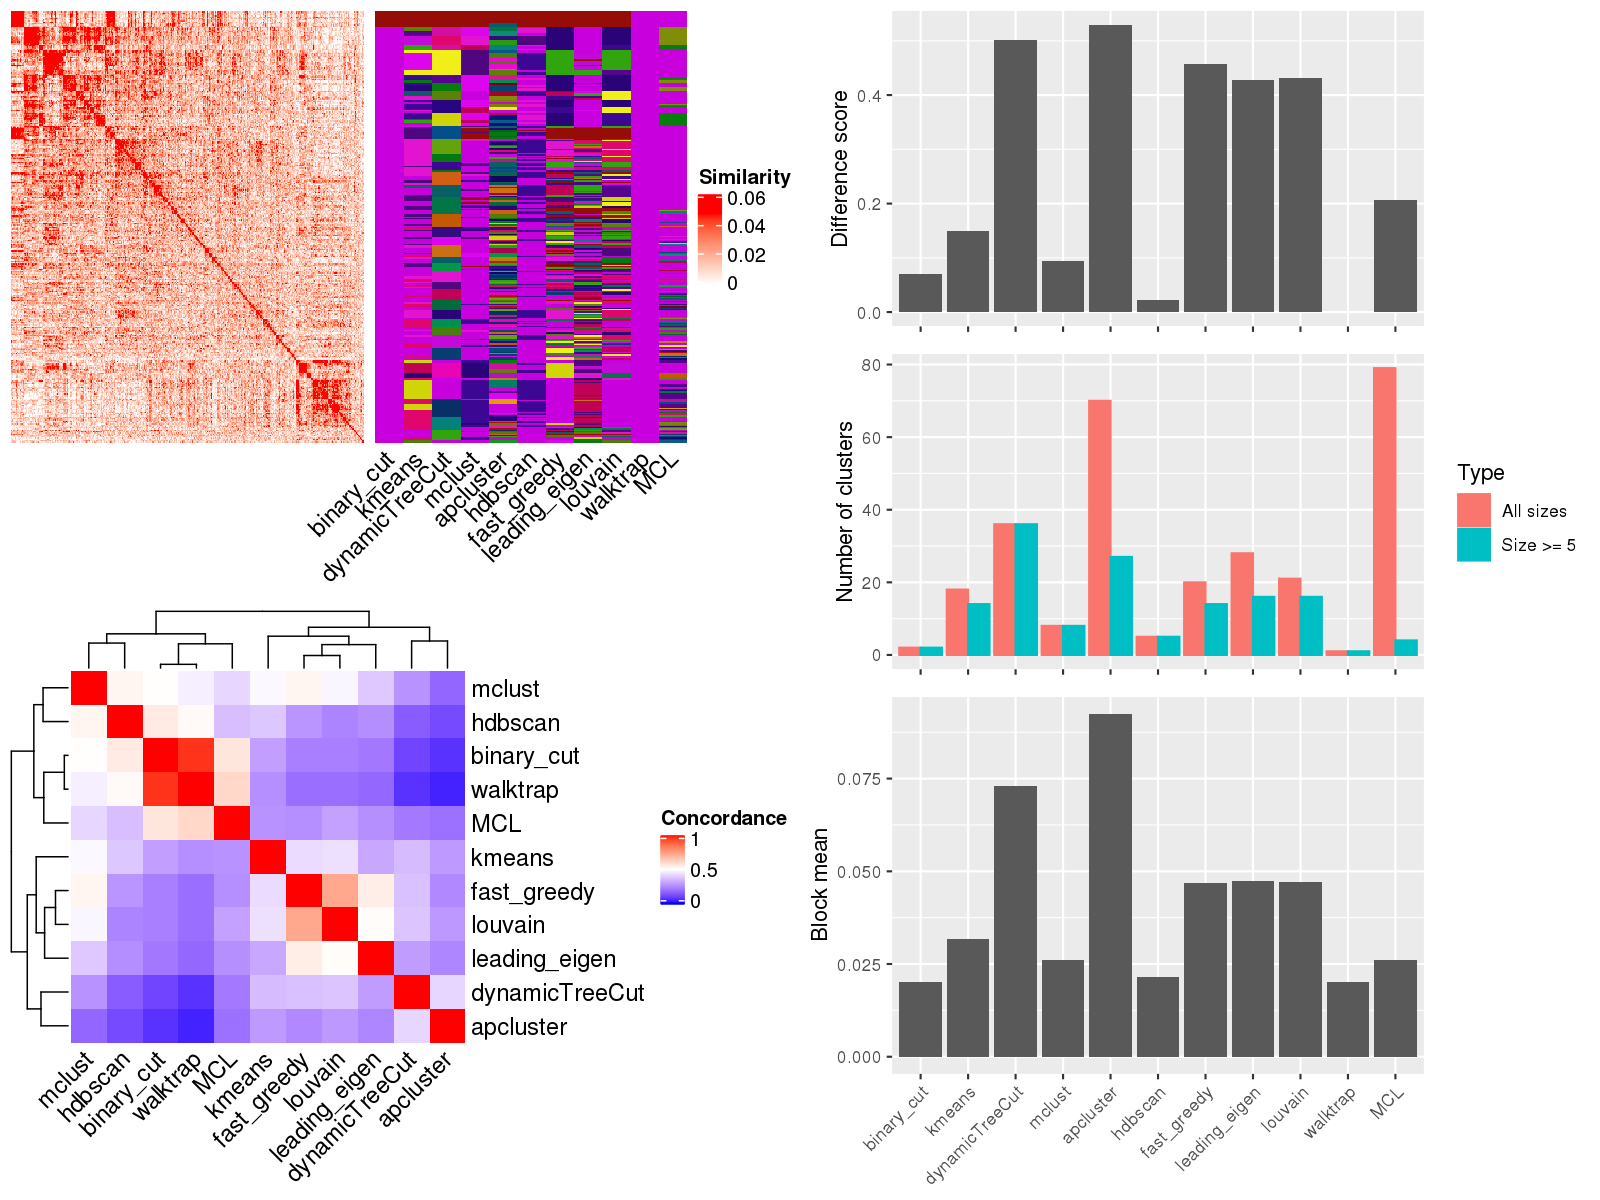 Similarity
0.06
0.04
0.02
0
binary_cut
kmeans
dynamicTreeCut
mclust
apcluster
hdbscan
fast_greedy
leading_eigen
louvain
walktrap
MCL
mclust
hdbscan
binary_cut
walktrap
MCL
kmeans
fast_greedy
louvain
leading_eigen
dynamicTreeCut
apcluster
Concordance
1
0.5
0
mclust
hdbscan
binary_cut
walktrap
MCL
kmeans
fast_greedy
louvain
leading_eigen
dynamicTreeCut
apcluster
Difference score
0.4
0.2
0.0
Number of clusters
80
60
40
20
0
Type
All sizes
Size >= 5
Block mean
0.075
0.050
0.025
0.000
binary_cut
kmeans
dynamicTreeCut
mclust
apcluster
hdbscan
fast_greedy
leading_eigen
louvain
walktrap
MCL